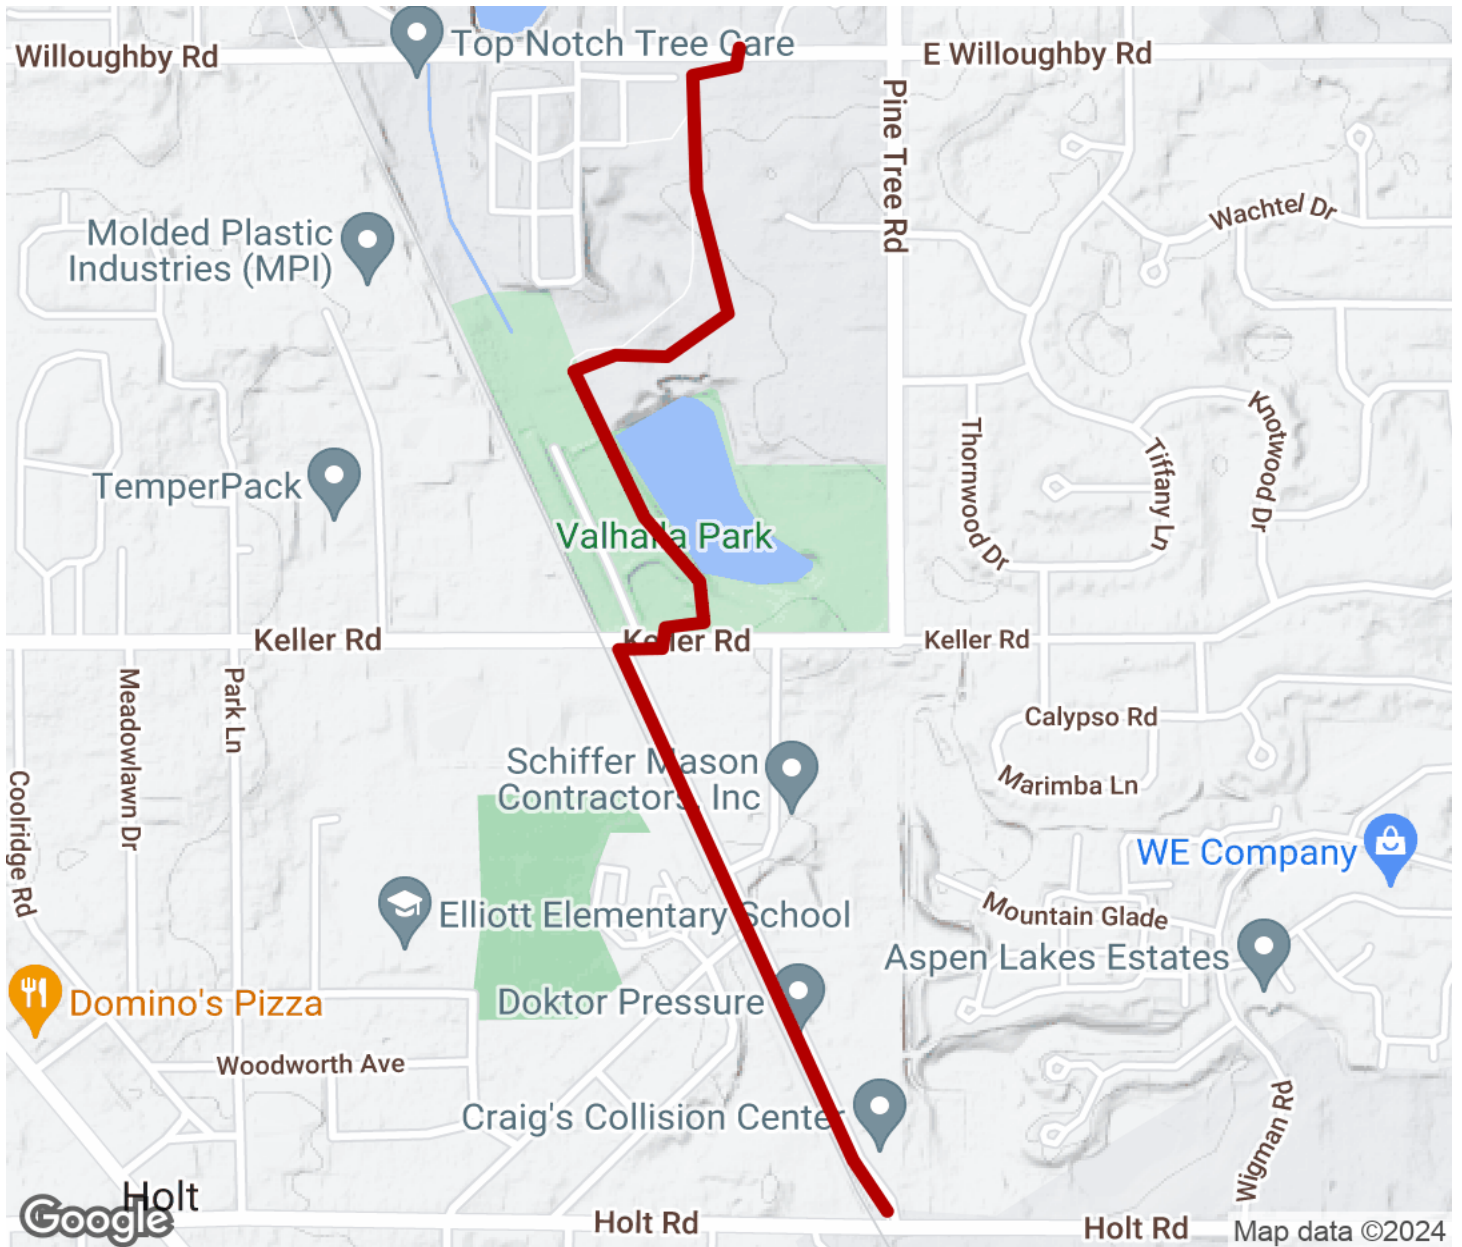 Willoughby Rd
Top Notch Tree Care
E Willoughby Rd
Pine Tree Rd
Wachtel Dr
Molded Plastic
Industries (MPI)
Thornwood Dr
Tiffany Ln
Knotwood Dr
TemperPack
Valhalla Park
Keller Rd
Keller Rd
Keller Rd
Meadowlawn Dr
Park Ln
Calypso Rd
Schiffer Mason
Contractors, Inc
Marimba Ln
Coolridge Rd
WE Company
Elliott Elementary School
Mountain Glade
Aspen Lakes Estates
Domino's Pizza
Doktor Pressure
Woodworth Ave
Craig's Collision Center
Wigman Rd
Holt
Google
Holt Rd
Holt Rd
Map data ©2024